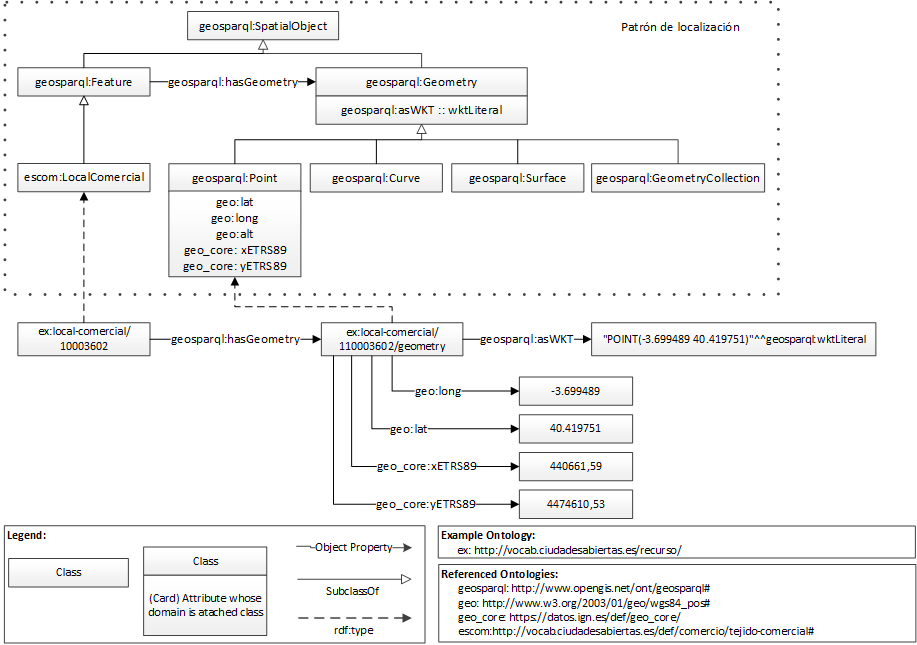 geosparql:SpatialObject
Patrón de localización
geosparql:Feature
geosparql:hasGeometry
geosparql:Geometry
geosparql:asWKT :: wktLiteral
escom:LocalComercial
geosparql:Point
geo:lat
geo:long
geo:alt
geo_core: xETRS89
geo_core: yETRS89
geosparql:Curve
geosparql:Surface
geosparql:GeometryCollection
ex:local-comercial/
10003602
geosparql:hasGeometry
ex:local-comercial/
110003602/geometry
geosparql:asWKT
"POINT(-3.699489 40.419751)"^^geosparql:wktLiteral
geo:long
-3.699489
geo:lat
40.419751
geo_core:xETRS89
440661,59
geo_core:yETRS89
4474610,53
Legend:
Class
Class
(Card) Attribute whose
domain is atached class
Object Property
SubclassOf
rdf:type
Example Ontology:
ex: http://vocab.ciudadesabiertas.es/recurso/
Referenced Ontologies:
geosparql: http://www.opengis.net/ont/geosparql#
geo: http://www.w3.org/2003/01/geo/wgs84_pos#
geo_core: https://datos.ign.es/def/geo_core/
escom:http://vocab.ciudadesabiertas.es/def/comercio/tejido-comercial#